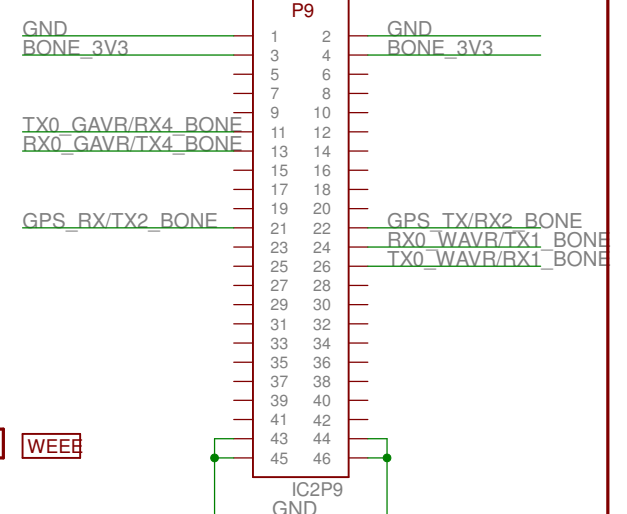 P9
GND 1 2 GND
BONE_3V3 3 4 BONE_3V3
5 6
7 8
9 10
TX0_GAVR/RX4_BONE 11 12
RX0_GAVR/TX4_BONE 13 14
15 16
17 18
19 20
GPS_RX/TX2_BONE 21 22 GPS_TX/RX2_BONE
23 24 RX0_WAVR/TX1_BONE
25 26 TX0_WAVR/RX1_BONE
27 28
29 30
31 32
33 34
35 36
37 38
39 40
41 42
WEEE 43 44
45 46
IC2P9
GND